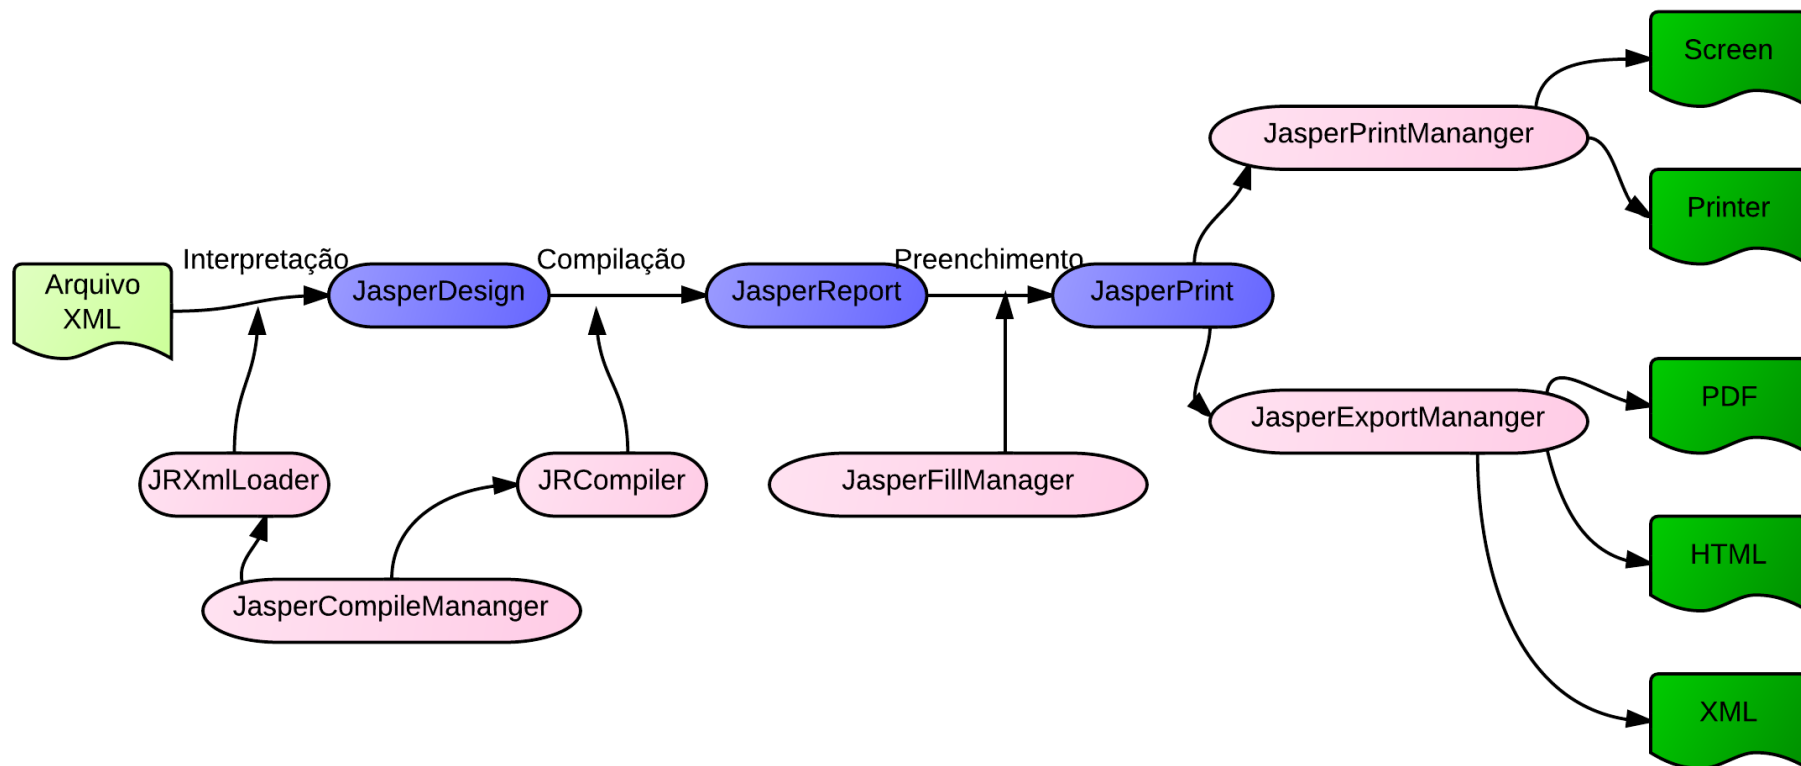 Screen
JasperPrintMananger
Printer
Interpretação
Compilação
Preenchimento
Arquivo
XML
JasperDesign
JasperReport
JasperPrint
PDF
JasperExportMananger
JRXmlLoader
JRCompiler
JasperFillManager
HTML
JasperCompileMananger
XML